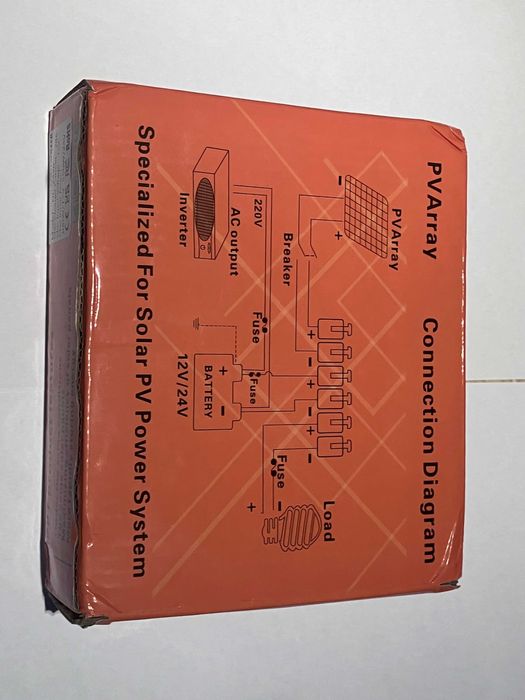 PVArray Connection Diagram
PVArray
-
+
Breaker
Load
+
-
+
-
+
-
-
+
Fuse
Fuse
Fuse
220V
AC output
Inverter
+ -
BATTERY
12V/24V
Specialized For Solar PV Power System